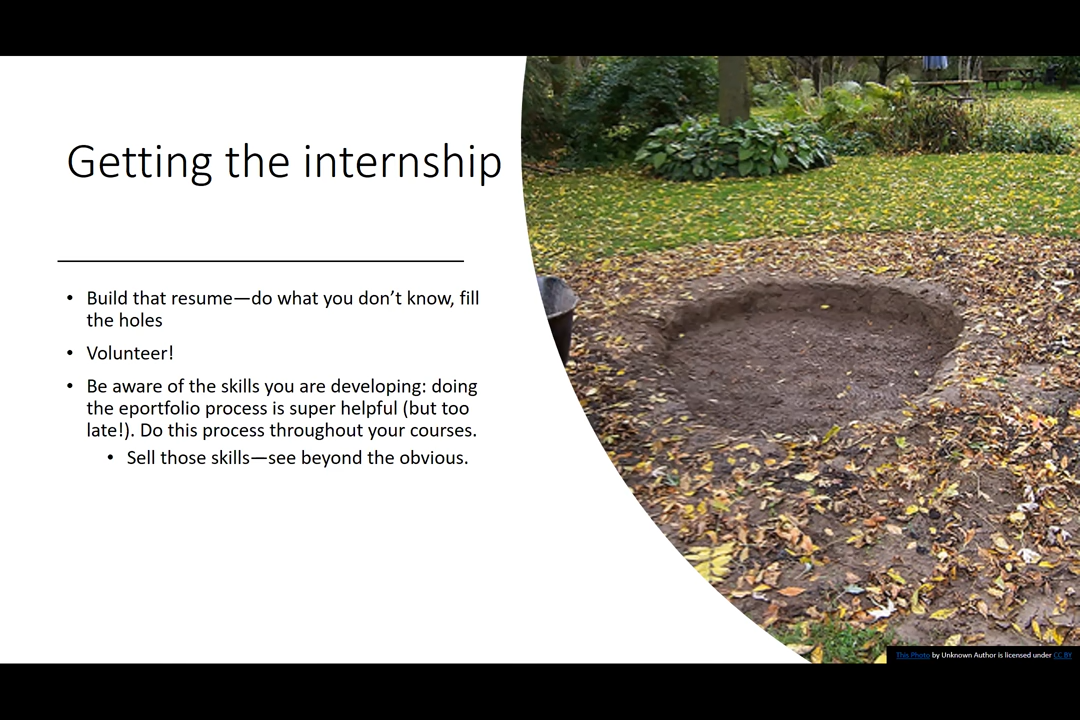 Getting the internship
• Build that resume—do what you don’t know, fill
the holes
• Volunteer!
• Be aware of the skills you are developing: doing
the eportfolio process is super helpful (but too
late!). Do this process throughout your courses.
• Sell those skills—see beyond the obvious.
This Photo by Unknown Author is licensed under CC BY